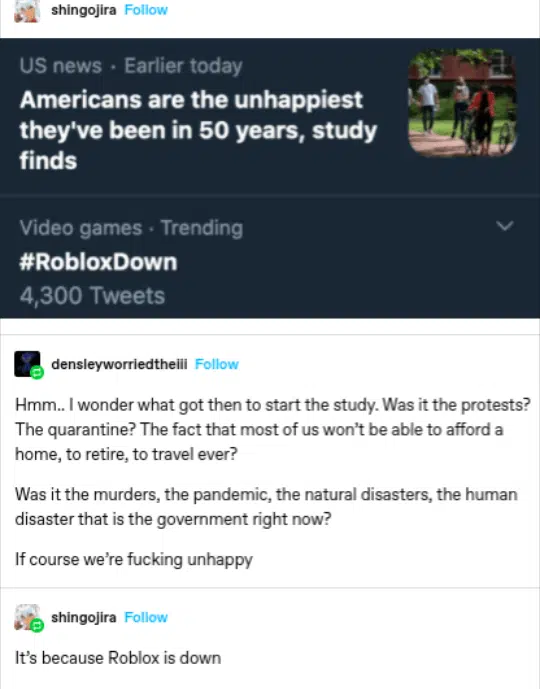 shingojira Follow
US news · Earlier today
Americans are the unhappiest
they've been in 50 years, study
finds
Video games · Trending
#RobloxDown
4,300 Tweets
densleyworriedtheiii Follow
Hmm.. I wonder what got then to start the study. Was it the protests?
The quarantine? The fact that most of us won't be able to afford a
home, to retire, to travel ever?
Was it the murders, the pandemic, the natural disasters, the human
disaster that is the government right now?
If course we're fucking unhappy
shingojira Follow
It's because Roblox is down